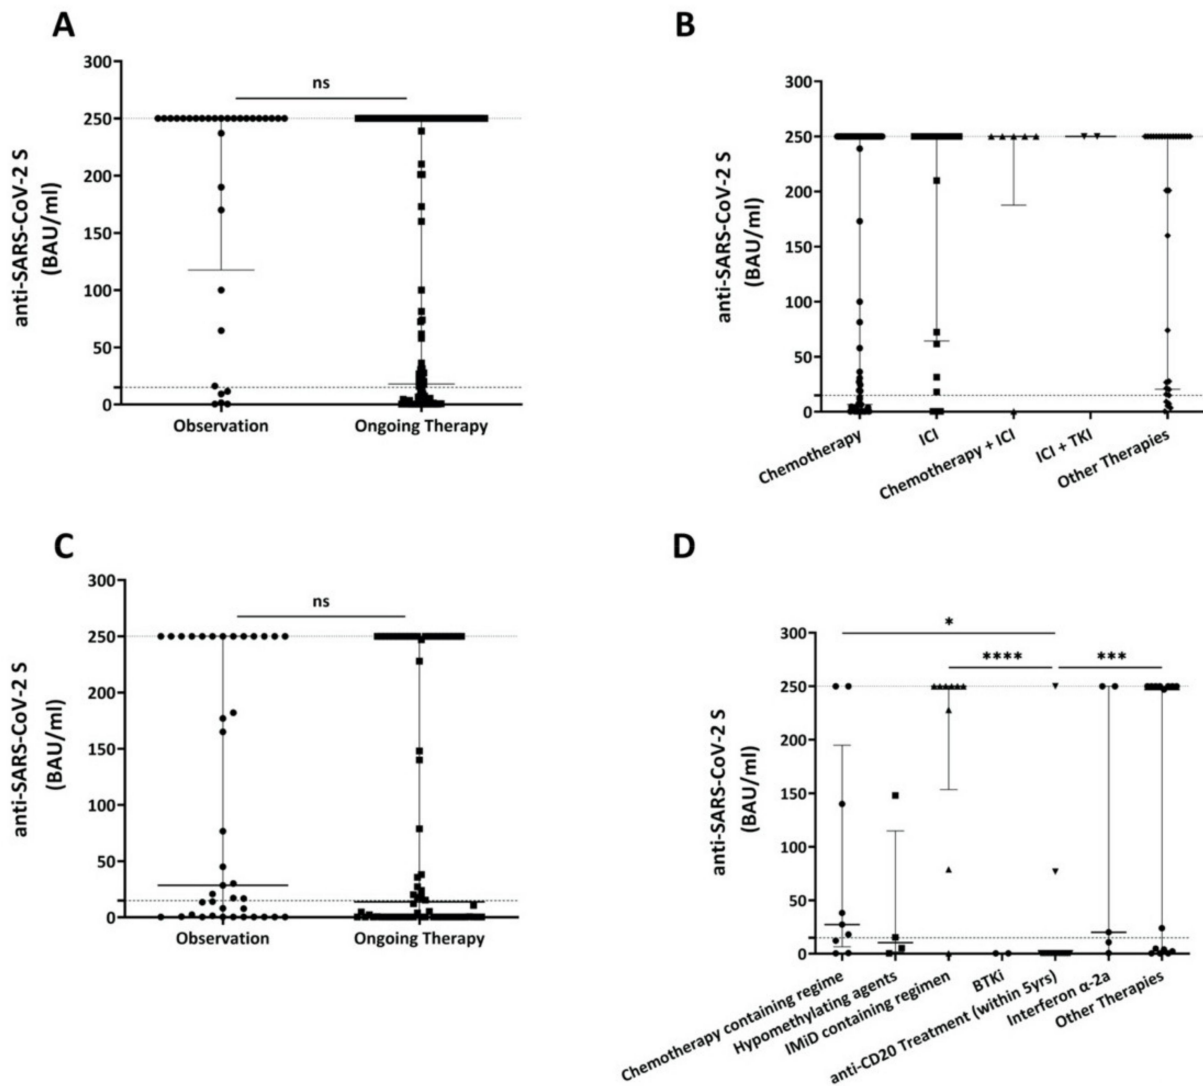 A
anti-SARS-CoV-2 S
(BAU/ml)
300
250
200
150
100
50
0
ns
Observation
Ongoing Therapy
B
anti-SARS-CoV-2 S
(BAU/ml)
300
250
200
150
100
50
0
Chemotherapy
ICI
Chemotherapy + ICI
ICI + TKI
Other Therapies
C
anti-SARS-CoV-2 S
(BAU/ml)
300
250
200
150
100
50
0
ns
Observation
Ongoing Therapy
D
anti-SARS-CoV-2 S
(BAU/ml)
300
250
200
150
100
50
0
*
****
***
Chemotherapy containing regime
Hypomethylating agents
IMiD containing regimen
BTKi
anti-CD20 Treatment (within 5yrs)
Interferon α-2a
Other Therapies